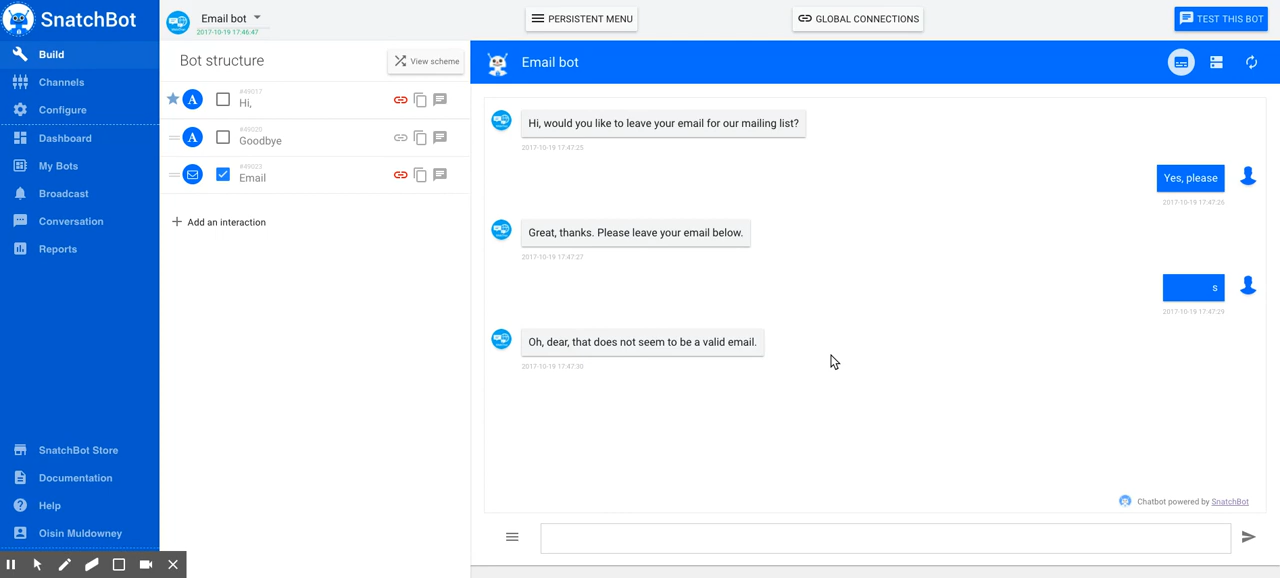 SnatchBot
Build
Channels
Configure
Dashboard
My Bots
Broadcast
Conversation
Reports
SnatchBot Store
Documentation
Help
Oisin Muldowney
Email bot
2017-10-19 17:46:47
PERSISTENT MENU
GLOBAL CONNECTIONS
TEST THIS BOT
Bot structure
View scheme
A
#49017
Hi,
A
#49020
Goodbye
#49023
Email
Add an interaction
Email bot
Hi, would you like to leave your email for our mailing list?
2017-10-19 17:47:25
Yes, please
2017-10-19 17:47:26
Great, thanks. Please leave your email below.
2017-10-19 17:47:27
s
2017-10-19 17:47:29
Oh, dear, that does not seem to be a valid email.
2017-10-19 17:47:30
Chatbot powered by SnatchBot